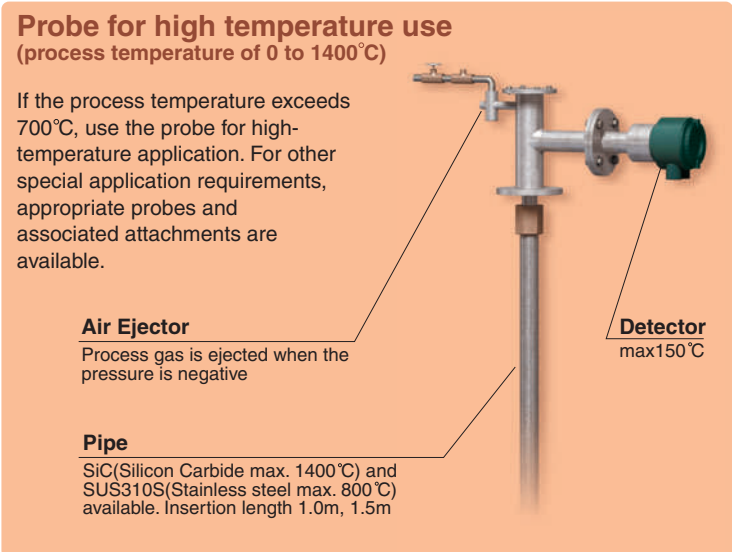 Probe for high temperature use
(process temperature of 0 to 1400°C)
If the process temperature exceeds
700°C, use the probe for high-
temperature application. For other
special application requirements,
appropriate probes and
associated attachments are
available.
Air Ejector
Process gas is ejected when the
pressure is negative
Detector
max150°C
Pipe
SiC(Silicon Carbide max. 1400°C) and
SUS310S(Stainless steel max. 800°C)
available. Insertion length 1.0m, 1.5m